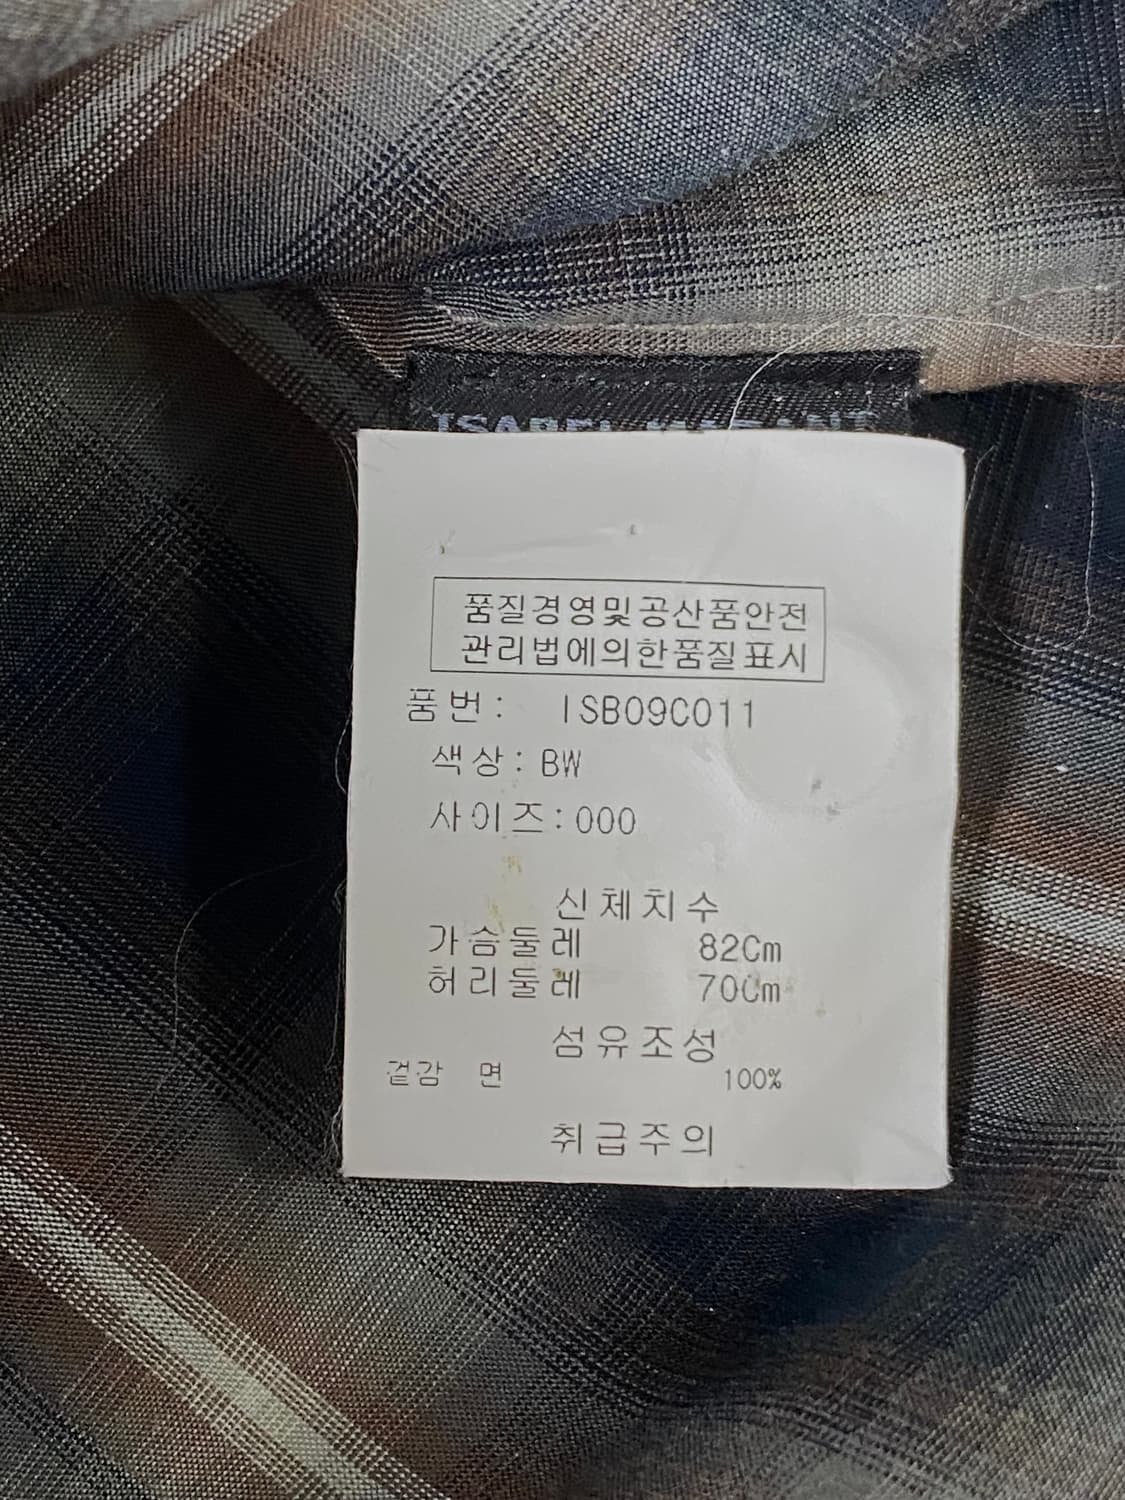 ISABEL MARANT
품질경영및공산품안전
관리법에의한품질표시
품번: ISB09C011
색상: BW
사이즈:000
신체치수
가슴둘레 82Cm
허리둘레 70Cm
섬유조성
겉감 면 100%
취급주의